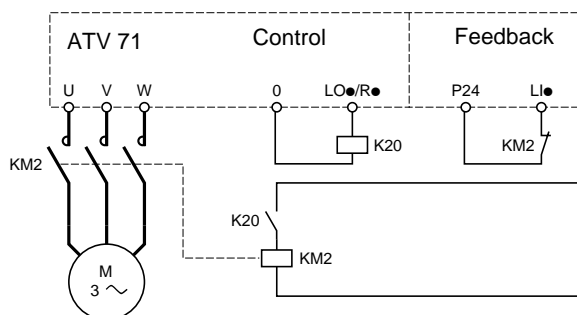 ATV 71 Control Feedback
U V W 0 LO●/R● P24 LI●
KM2 K20 KM2
K20
KM2
M
3